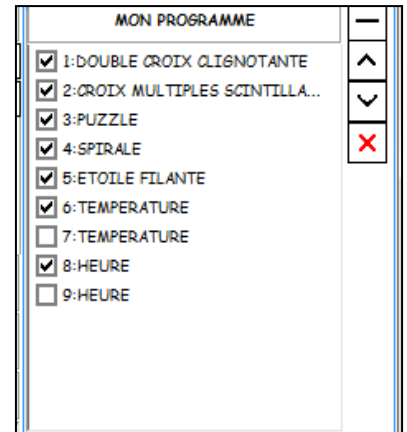 MON PROGRAMME
1:DOUBLE CROIX CLIGNOTANTE
2:CROIX MULTIPLES SCINTILLA...
3:PUZZLE
4:SPIRALE
5:ETOILE FILANTE
6:TEMPERATURE
7:TEMPERATURE
8:HEURE
9:HEURE